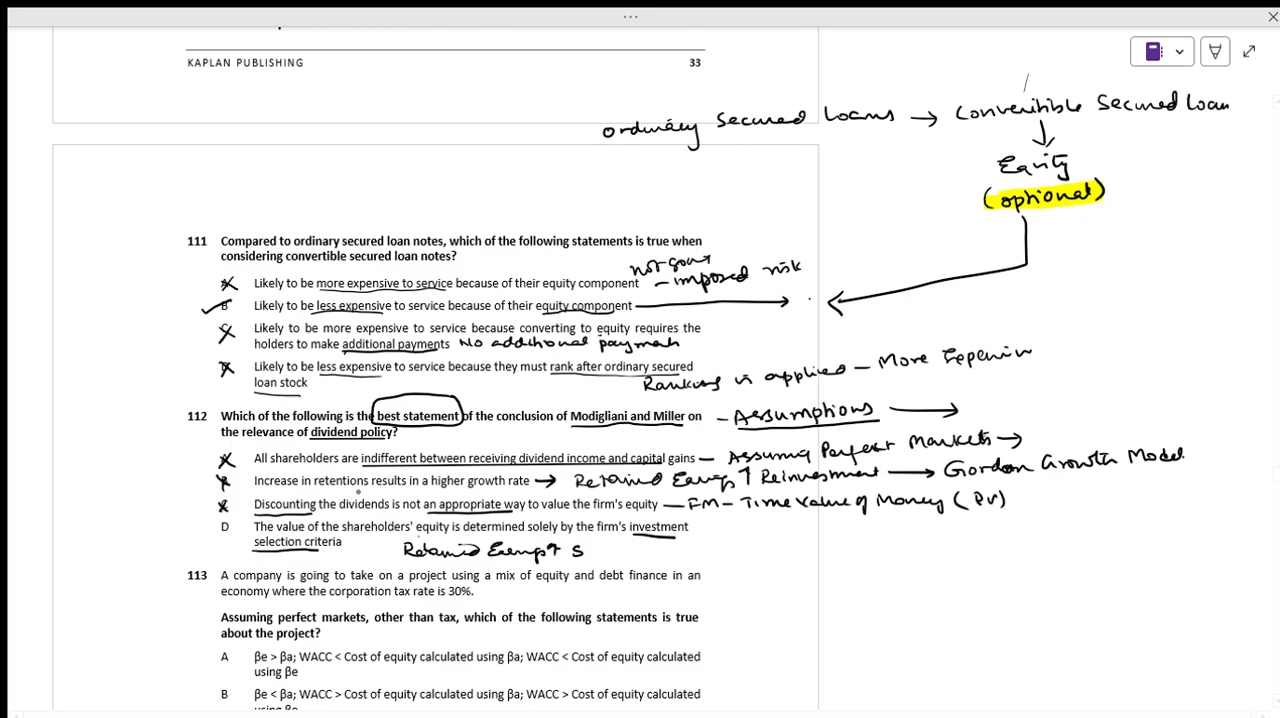 KAPLAN PUBLISHING 33
ordinary secured Loans → Convenitible Secured Loan
Equity
(optional)
111 Compared to ordinary secured loan notes, which of the following statements is true when
considering convertible secured loan notes?
A Likely to be more expensive to service because of their equity component - imposed risk
B Likely to be less expensive to service because of their equity component
C Likely to be more expensive to service because converting to equity requires the
holders to make additional payments No additional payment
D Likely to be less expensive to service because they must rank after ordinary secured
loan stock Ranking is applied - More
112 Which of the following is the best statement of the conclusion of Modigliani and Miller on - Assumptions →
the relevance of dividend policy?
All shareholders are indifferent between receiving dividend income and capital gains - Assuming Perfect Markets →
Increase in retentions results in a higher growth rate → Retained Reinvestment → Gordon Growth Model
Discounting the dividends is not an appropriate way to value the firm's equity - FM - Time Value of Money (PV)
D The value of the shareholders' equity is determined solely by the firm's investment
selection criteria Retained S
113 A company is going to take on a project using a mix of equity and debt finance in an
economy where the corporation tax rate is 30%.
Assuming perfect markets, other than tax, which of the following statements is true
about the project?
A βe > βa; WACC < Cost of equity calculated using βa; WACC < Cost of equity calculated
using βe
B βe < βa; WACC > Cost of equity calculated using βa; WACC > Cost of equity calculated